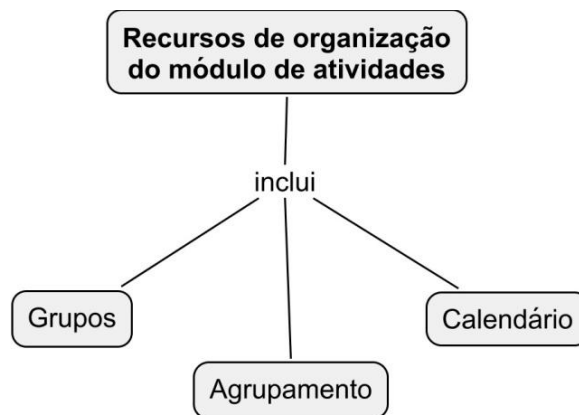 Recursos de organização
do módulo de atividades
inclui
Grupos
Agrupamento
Calendário